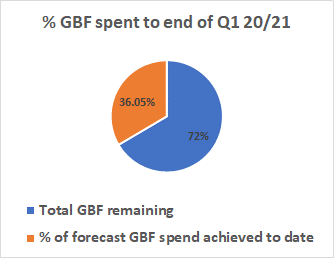 % GBF spent to end of Q1 20/21
36.05%
72%
Total GBF remaining
% of forecast GBF spend achieved to date